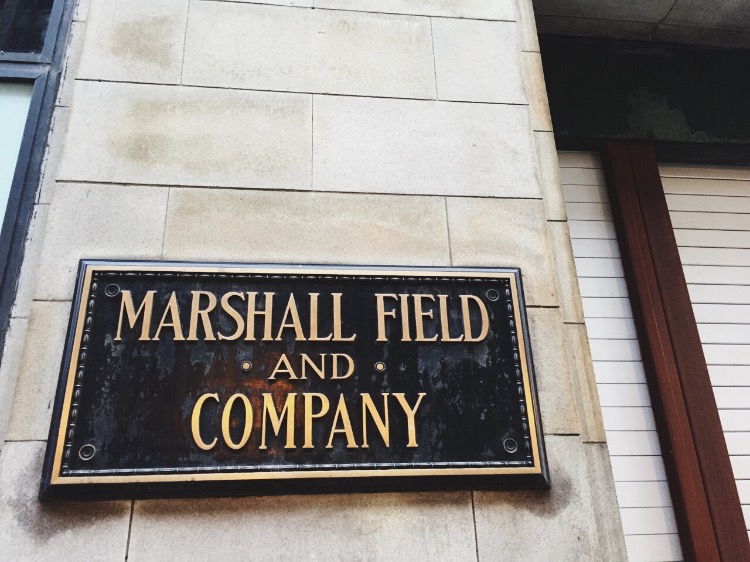 MARSHALL FIELD
• AND •
COMPANY